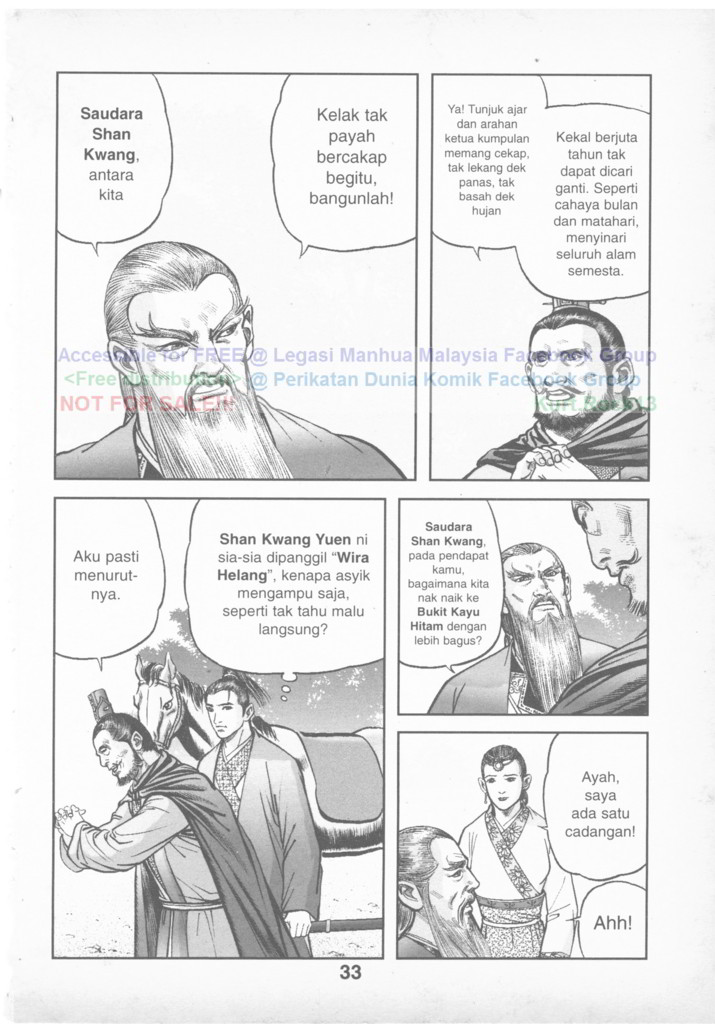 Saudara
Shan
Kwang,
antara
kita
Kelak tak
payah
bercakap
begitu,
bangunlah!
Ya! Tunjuk ajar
dan arahan
ketua kumpulan
memang cekap,
tak lekang dek
panas, tak
basah dek
hujan
Kekal berjuta
tahun tak
dapat dicari
ganti. Seperti
cahaya bulan
dan matahari,
menyinari
seluruh alam
semesta.
Accessible for FREE @ Legasi Manhua Malaysia Facebook Group
<Free distribution> @ Perikatan Dunia Komik Facebook Group
NOT FOR SALE!!!
Aku pasti
menurut-
nya.
Shan Kwang Yuen ni
sia-sia dipanggil “Wira
Helang”, kenapa asyik
mengampu saja,
seperti tak tahu malu
langsung?
Saudara
Shan Kwang,
pada pendapat
kamu,
bagaimana kita
nak naik ke
Bukit Kayu
Hitam dengan
lebih bagus?
Ayah,
saya
ada satu
cadangan!
Ahh!
33